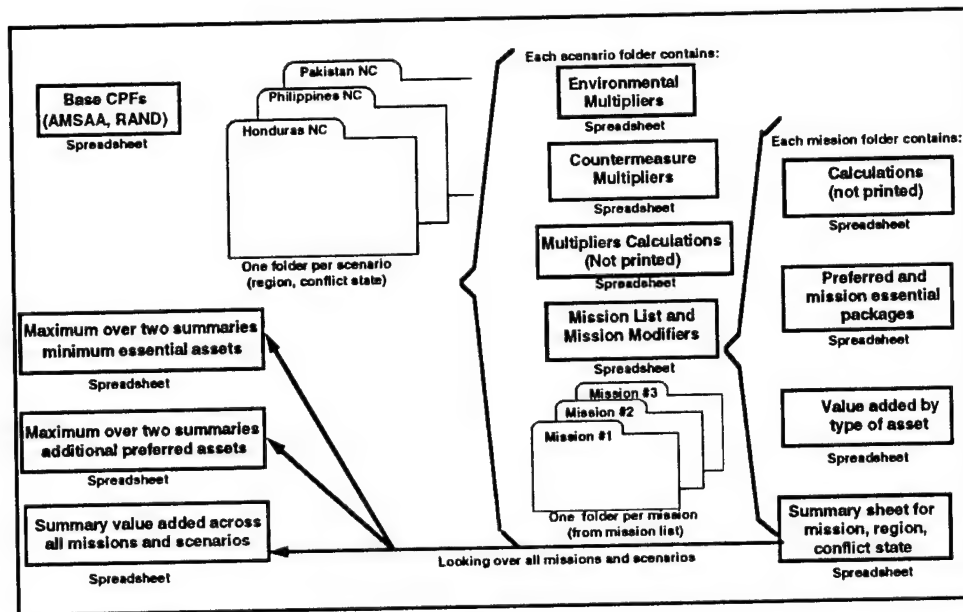 Base CPFs
(AMSAA, RAND)
Spreadsheet
Pakistan NC
Philippines NC
Honduras NC
One folder per scenario
(region, conflict state)
Each scenario folder contains:
Environmental
Multipliers
Spreadsheet
Countermeasure
Multipliers
Spreadsheet
Multipliers Calculations
(Not printed)
Spreadsheet
Mission List and
Mission Modifiers
Spreadsheet
Mission #3
Mission #2
Mission #1
One folder per mission
(from mission list)
Each mission folder contains:
Calculations
(not printed)
Spreadsheet
Preferred and
mission essential
packages
Spreadsheet
Value added by
type of asset
Spreadsheet
Summary sheet for
mission, region,
conflict state
Spreadsheet
Looking over all missions and scenarios
Maximum over two summaries
minimum essential assets
Spreadsheet
Maximum over two summaries
additional preferred assets
Spreadsheet
Summary value added across
all missions and scenarios
Spreadsheet